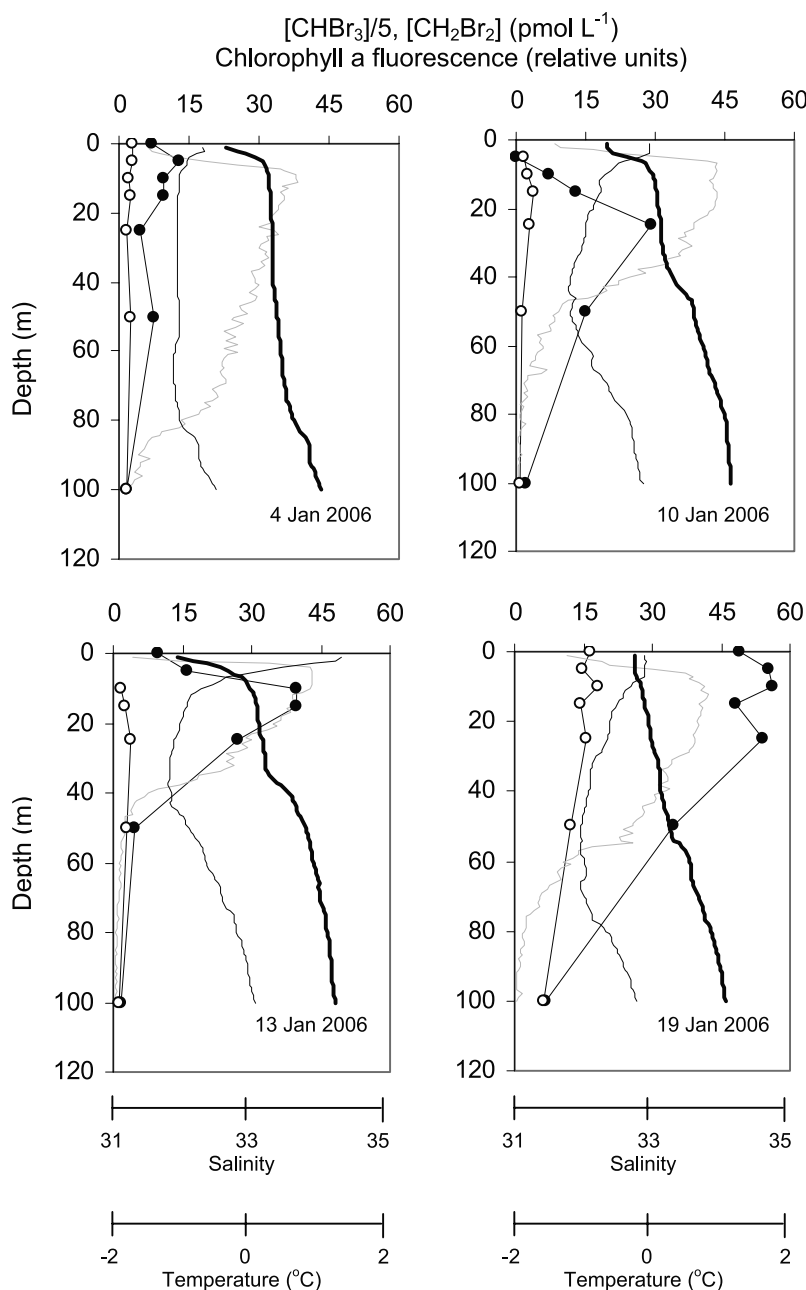 [CHBr₃]/5, [CH₂Br₂] (pmol L⁻¹)
Chlorophyll a fluorescence (relative units)
0 15 30 45 60
0 15 30 45 60
0
20
40
60
80
100
120
Depth (m)
4 Jan 2006
0
20
40
60
80
100
120
10 Jan 2006
0 15 30 45 60
0 15 30 45 60
0
20
40
60
80
100
120
Depth (m)
13 Jan 2006
0
20
40
60
80
100
120
19 Jan 2006
31 33 35
Salinity
31 33 35
Salinity
-2 0 2
Temperature (°C)
-2 0 2
Temperature (°C)